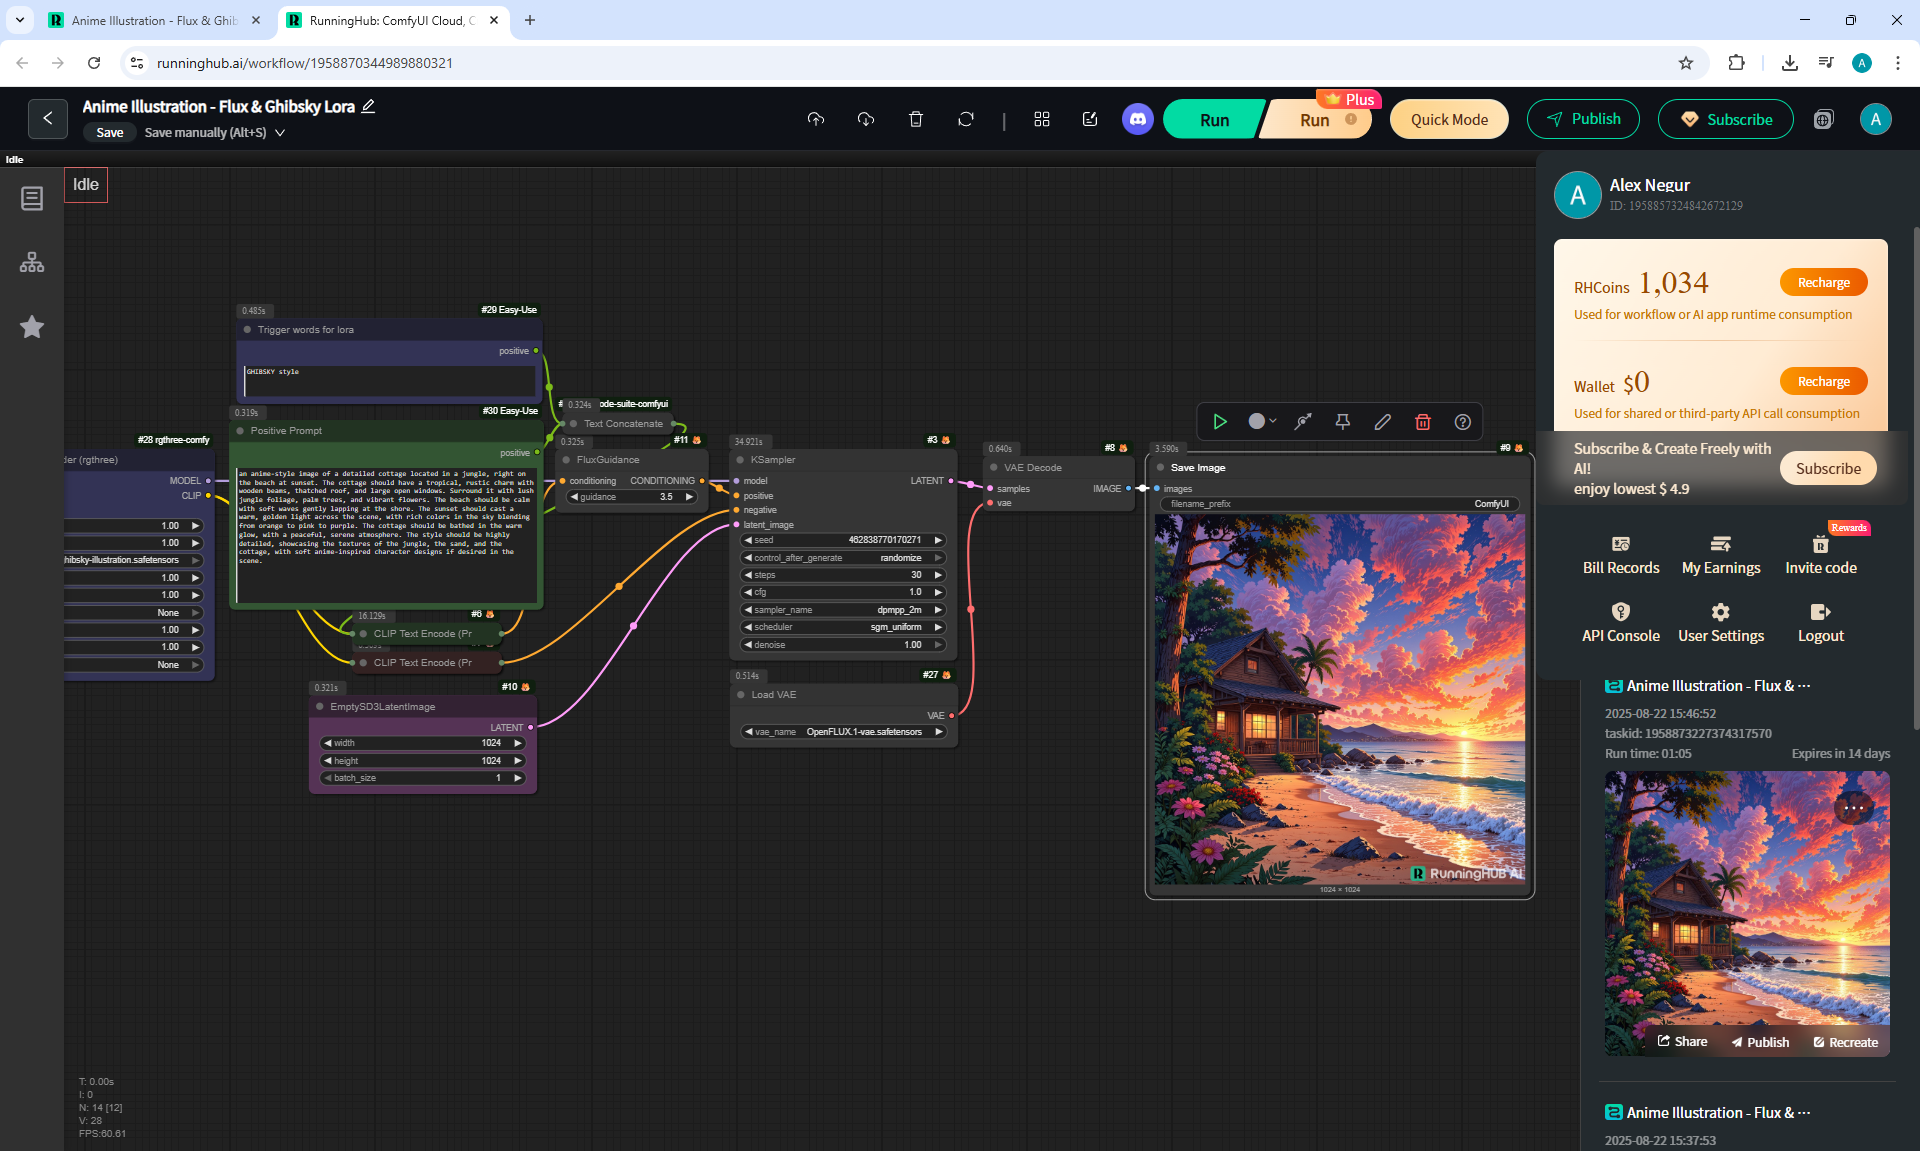 Anime Illustration - Flux & Ghib
RunningHub: ComfyUI Cloud, C
runninghub.ai/workflow/1958870344989880321
A
Anime Illustration - Flux & Ghibsky Lora
Save
Save manually (Alt+S)
Run
Run
Plus
Quick Mode
Publish
Subscribe
A
Idle
Idle
0.485s
#29 Easy-Use
Trigger words for lora
positive
GHIBSKY style
0.319s
#30 Easy-Use
Positive Prompt
positive
an anime-style image of a detailed cottage located in a jungle, right on
the beach at sunset. The cottage should have a tropical, rustic charm with
wooden beams, thatched roof, and large open windows. Surround it with lush
jungle foliage, palm trees, and vibrant flowers. The beach should be calm
with soft waves gently lapping at the shore. The sunset should cast a
warm, golden light across the scene, with rich colors in the sky blending
from orange to pink to purple. The cottage should be bathed in the warm
glow, with a peaceful, serene atmosphere. The style should be highly
detailed, showcasing the textures of the jungle, the sand, and the
cottage, with soft anime-inspired character designs if desired in the
scene.
#28 rgthree-comfy
der (rgthree)
MODEL
CLIP
1.00
1.00
hibsky-illustration.safetensors
1.00
1.00
None
1.00
1.00
None
0.324s
ode-suite-comfyui
Text Concatenate
0.325s
#11
FluxGuidance
conditioning
CONDITIONING
guidance
3.5
16.129s
#6
CLIP Text Encode (Pr
CLIP Text Encode (Pr
0.321s
#10
EmptySD3LatentImage
LATENT
width
1024
height
1024
batch_size
1
34.921s
#3
KSampler
model
LATENT
positive
negative
latent_image
seed
462838770170271
control_after_generate
randomize
steps
30
cfg
1.0
sampler_name
dpmpp_2m
scheduler
sgm_uniform
denoise
1.00
0.514s
#27
Load VAE
VAE
vae_name
OpenFLUX.1-vae.safetensors
0.640s
#8
VAE Decode
samples
IMAGE
vae
3.590s
#9
Save Image
images
filename_prefix
ComfyUI
RunningHUB AI
1024 × 1024
A
Alex Negur
ID: 1958857324842672129
RHCoins 1,034
Recharge
Used for workflow or AI app runtime consumption
Wallet $0
Recharge
Used for shared or third-party API call consumption
Subscribe & Create Freely with
AI!
enjoy lowest $ 4.9
Subscribe
Rewards
Bill Records
My Earnings
Invite code
API Console
User Settings
Logout
Anime Illustration - Flux & ···
2025-08-22 15:46:52
taskid: 1958873227374317570
Run time: 01:05
Expires in 14 days
Share
Publish
Recreate
Anime Illustration - Flux & ···
2025-08-22 15:37:53
T: 0.00s
I: 0
N: 14 [12]
V: 28
FPS:60.61